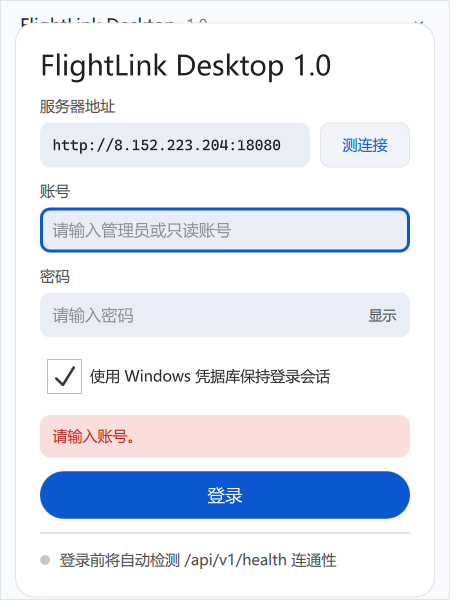 FlightLink Desktop 1.0
服务器地址
http://8.152.223.204:18080
测连接
账号
请输入管理员或只读账号
密码
请输入密码
显示
使用 Windows 凭据库保持登录会话
请输入账号。
登录
登录前将自动检测 /api/v1/health 连通性